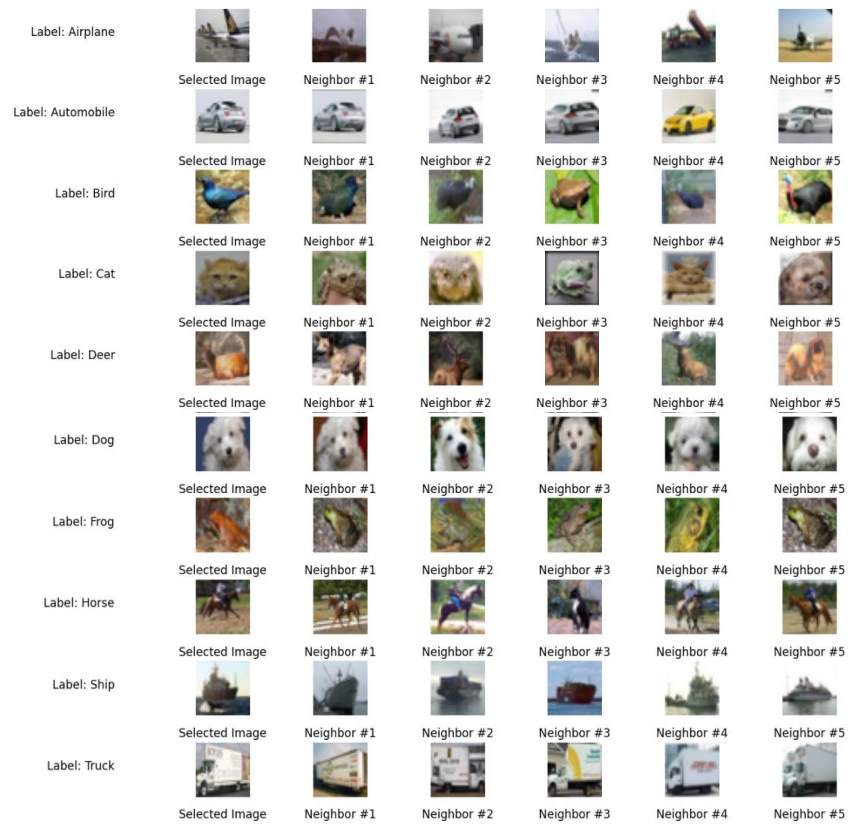 Label: Airplane
Selected Image Neighbor #1 Neighbor #2 Neighbor #3 Neighbor #4 Neighbor #5
Label: Automobile
Selected Image Neighbor #1 Neighbor #2 Neighbor #3 Neighbor #4 Neighbor #5
Label: Bird
Selected Image Neighbor #1 Neighbor #2 Neighbor #3 Neighbor #4 Neighbor #5
Label: Cat
Selected Image Neighbor #1 Neighbor #2 Neighbor #3 Neighbor #4 Neighbor #5
Label: Deer
Selected Image Neighbor #1 Neighbor #2 Neighbor #3 Neighbor #4 Neighbor #5
Label: Dog
Selected Image Neighbor #1 Neighbor #2 Neighbor #3 Neighbor #4 Neighbor #5
Label: Frog
Selected Image Neighbor #1 Neighbor #2 Neighbor #3 Neighbor #4 Neighbor #5
Label: Horse
Selected Image Neighbor #1 Neighbor #2 Neighbor #3 Neighbor #4 Neighbor #5
Label: Ship
Selected Image Neighbor #1 Neighbor #2 Neighbor #3 Neighbor #4 Neighbor #5
Label: Truck
Selected Image Neighbor #1 Neighbor #2 Neighbor #3 Neighbor #4 Neighbor #5